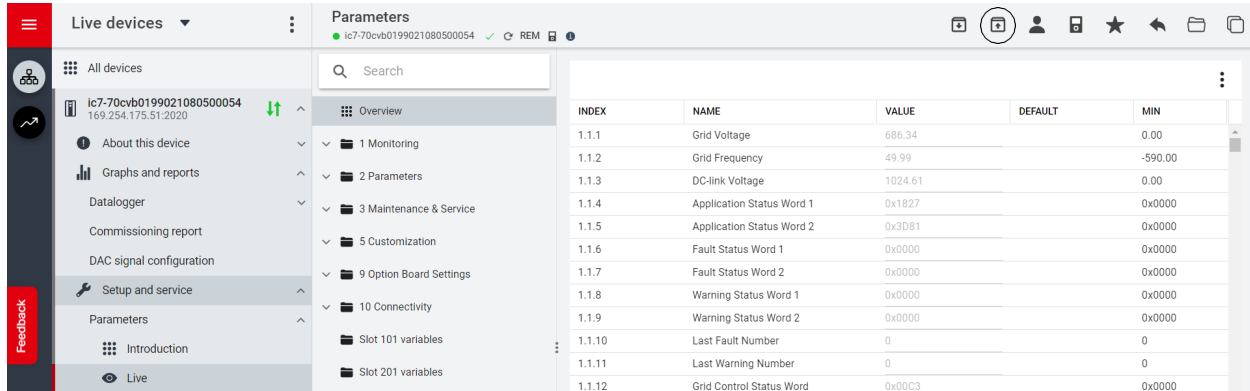 Live devices
Parameters
ic7-70cvb0199021080500054 REM
All devices
ic7-70cvb0199021080500054
169.254.175.51:2020
About this device
Graphs and reports
Datalogger
Commissioning report
DAC signal configuration
Setup and service
Parameters
Introduction
Live
Feedback
Search
Overview
1 Monitoring
2 Parameters
3 Maintenance & Service
5 Customization
9 Option Board Settings
10 Connectivity
Slot 101 variables
Slot 201 variables
INDEX NAME VALUE DEFAULT MIN
1.1.1 Grid Voltage 686.34 0.00
1.1.2 Grid Frequency 49.99 -590.00
1.1.3 DC-link Voltage 1024.61 0.00
1.1.4 Application Status Word 1 0x1827 0x0000
1.1.5 Application Status Word 2 0x3D81 0x0000
1.1.6 Fault Status Word 1 0x0000 0x0000
1.1.7 Fault Status Word 2 0x0000 0x0000
1.1.8 Warning Status Word 1 0x0000 0x0000
1.1.9 Warning Status Word 2 0x0000 0x0000
1.1.10 Last Fault Number 0 0
1.1.11 Last Warning Number 0 0
1.1.12 Grid Control Status Word 0x00C3 0x0000